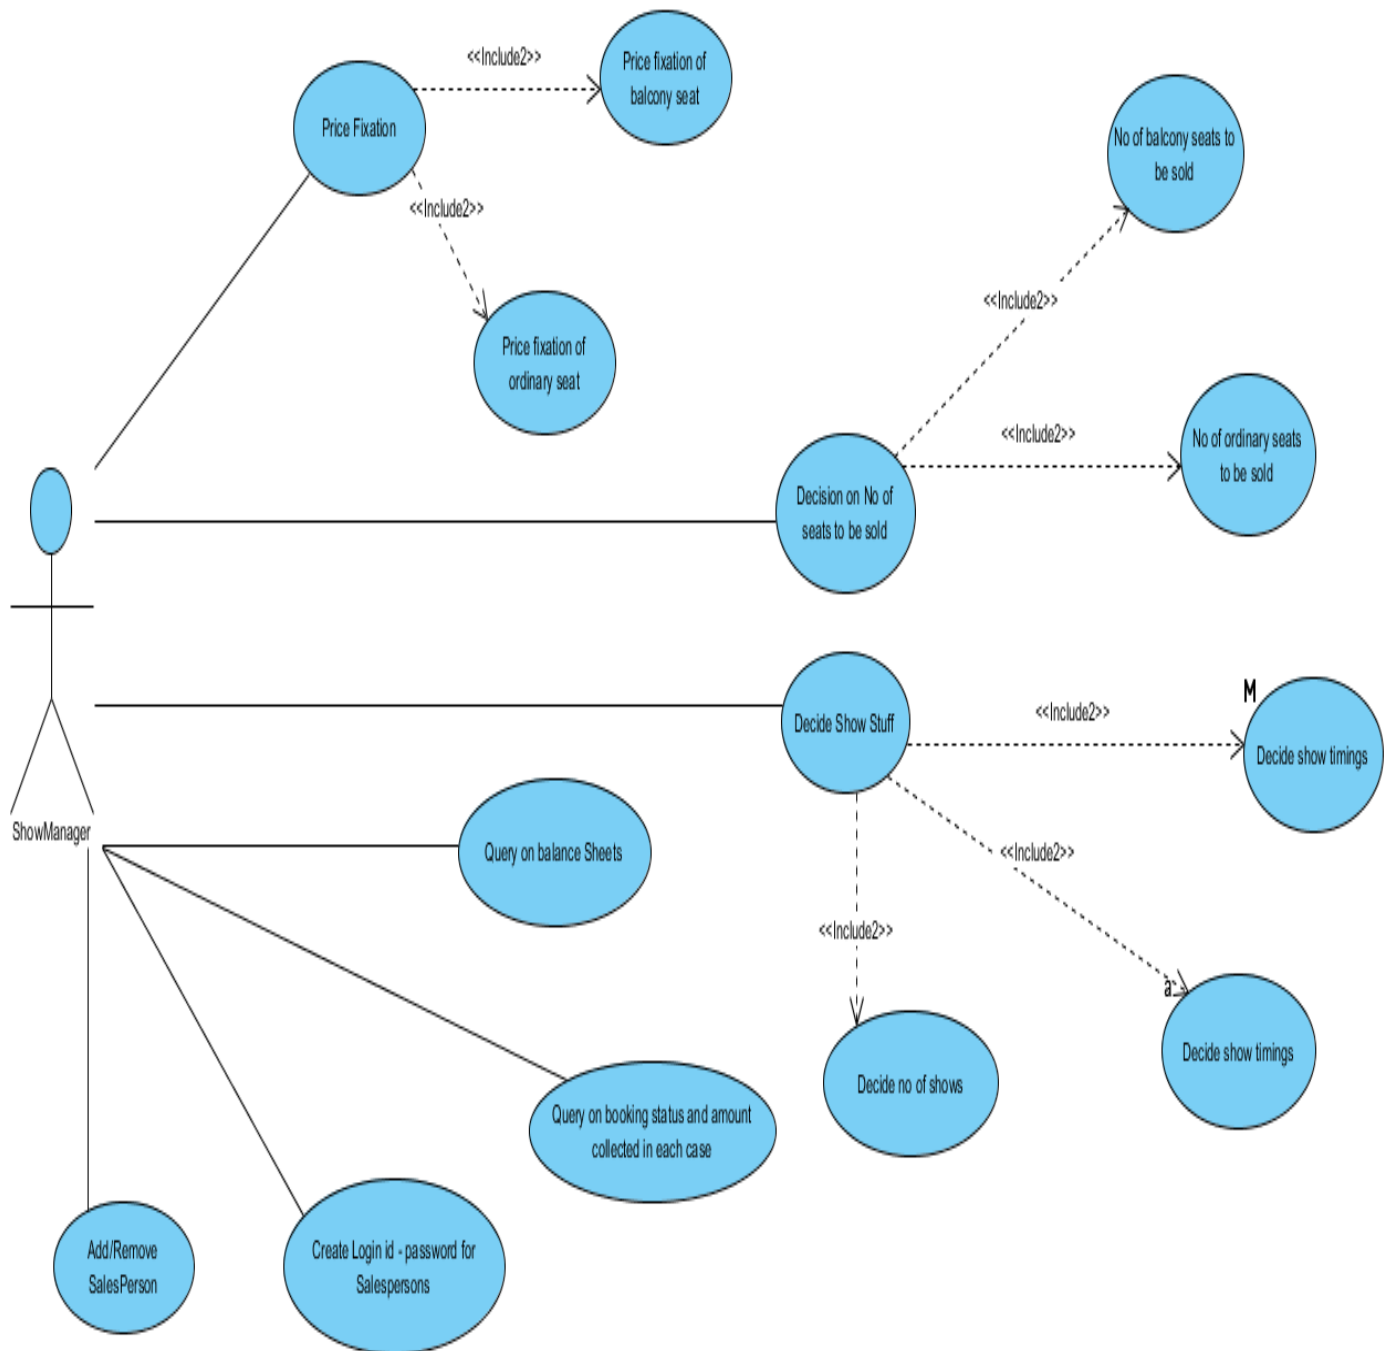 <<Include2>>
Price fixation of
balcony seat
Price Fixation
<<Include2>>
Price fixation of
ordinary seat
No of balcony seats to
be sold
<<Include2>>
<<Include2>>
No of ordinary seats
to be sold
Decision on No of
seats to be sold
M
<<Include2>>
Decide Show Stuff
Decide show timings
ShowManager
Query on balance Sheets
<<Include2>>
<<Include2>>
a
Decide show timings
Decide no of shows
Query on booking status and amount
collected in each case
Add/Remove
SalesPerson
Create Login id - password for
Salespersons